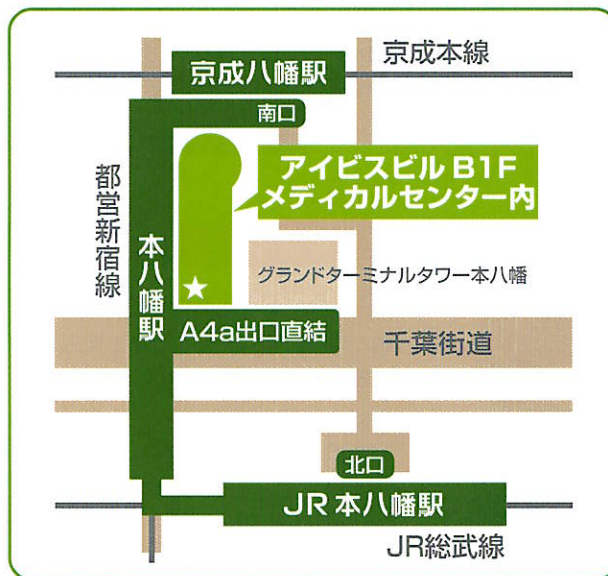 京成本線
京成八幡駅
南口
アイビスビル B1F
メディカルセンター内
都営新宿線
本八幡駅
グランドターミナルタワー本八幡
A4a出口直結
千葉街道
北口
JR 本八幡駅
JR総武線